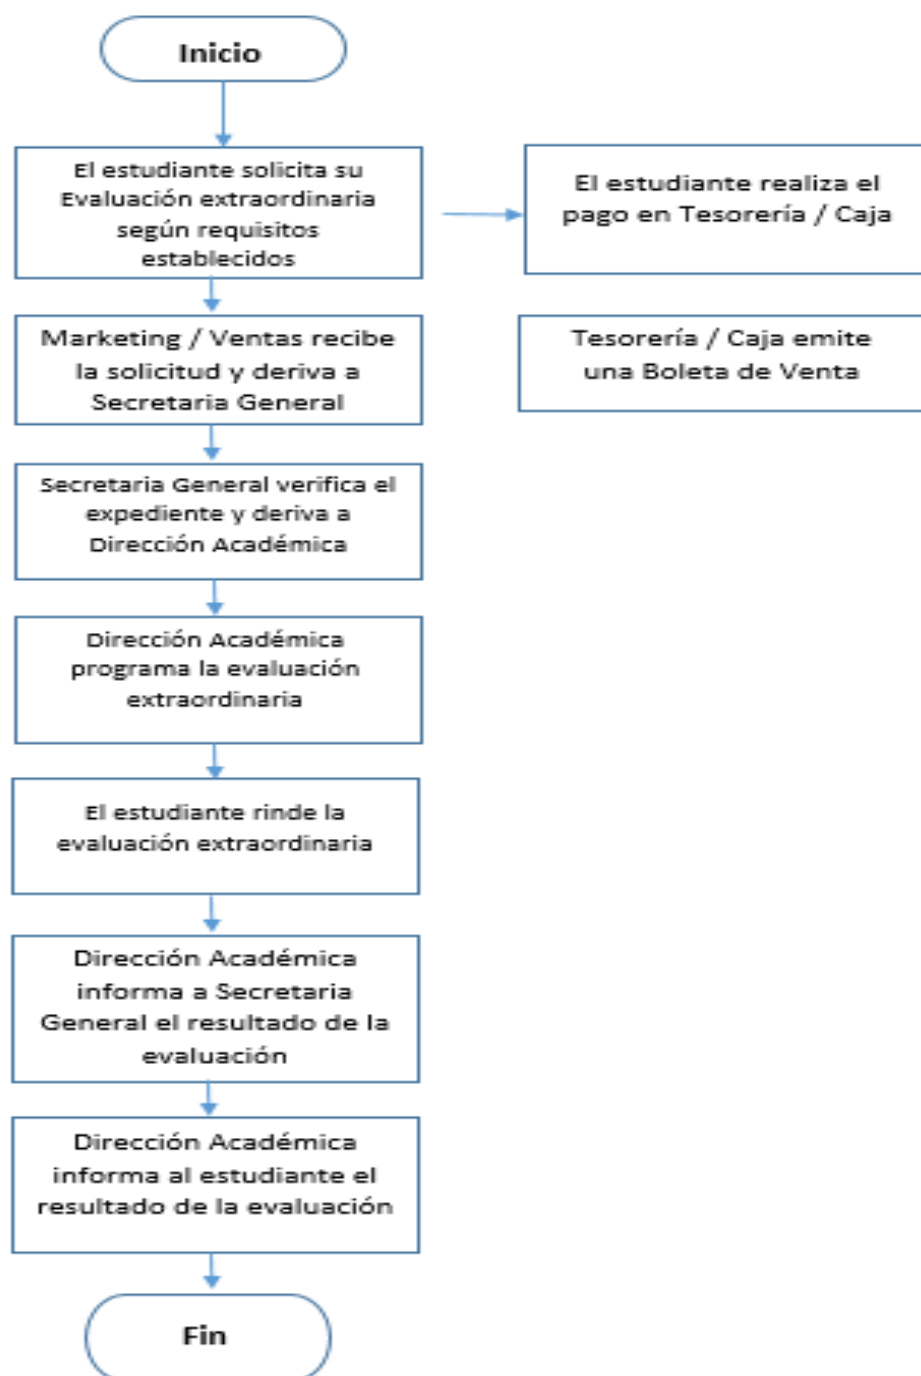 Inicio
El estudiante solicita su
Evaluación extraordinaria
según requisitos
establecidos
El estudiante realiza el
pago en Tesorería / Caja
Marketing / Ventas recibe
la solicitud y deriva a
Secretaria General
Tesorería / Caja emite
una Boleta de Venta
Secretaria General verifica el
expediente y deriva a
Dirección Académica
Dirección Académica
programa la evaluación
extraordinaria
El estudiante rinde la
evaluación extraordinaria
Dirección Académica
informa a Secretaria
General el resultado de la
evaluación
Dirección Académica
informa al estudiante el
resultado de la evaluación
Fin